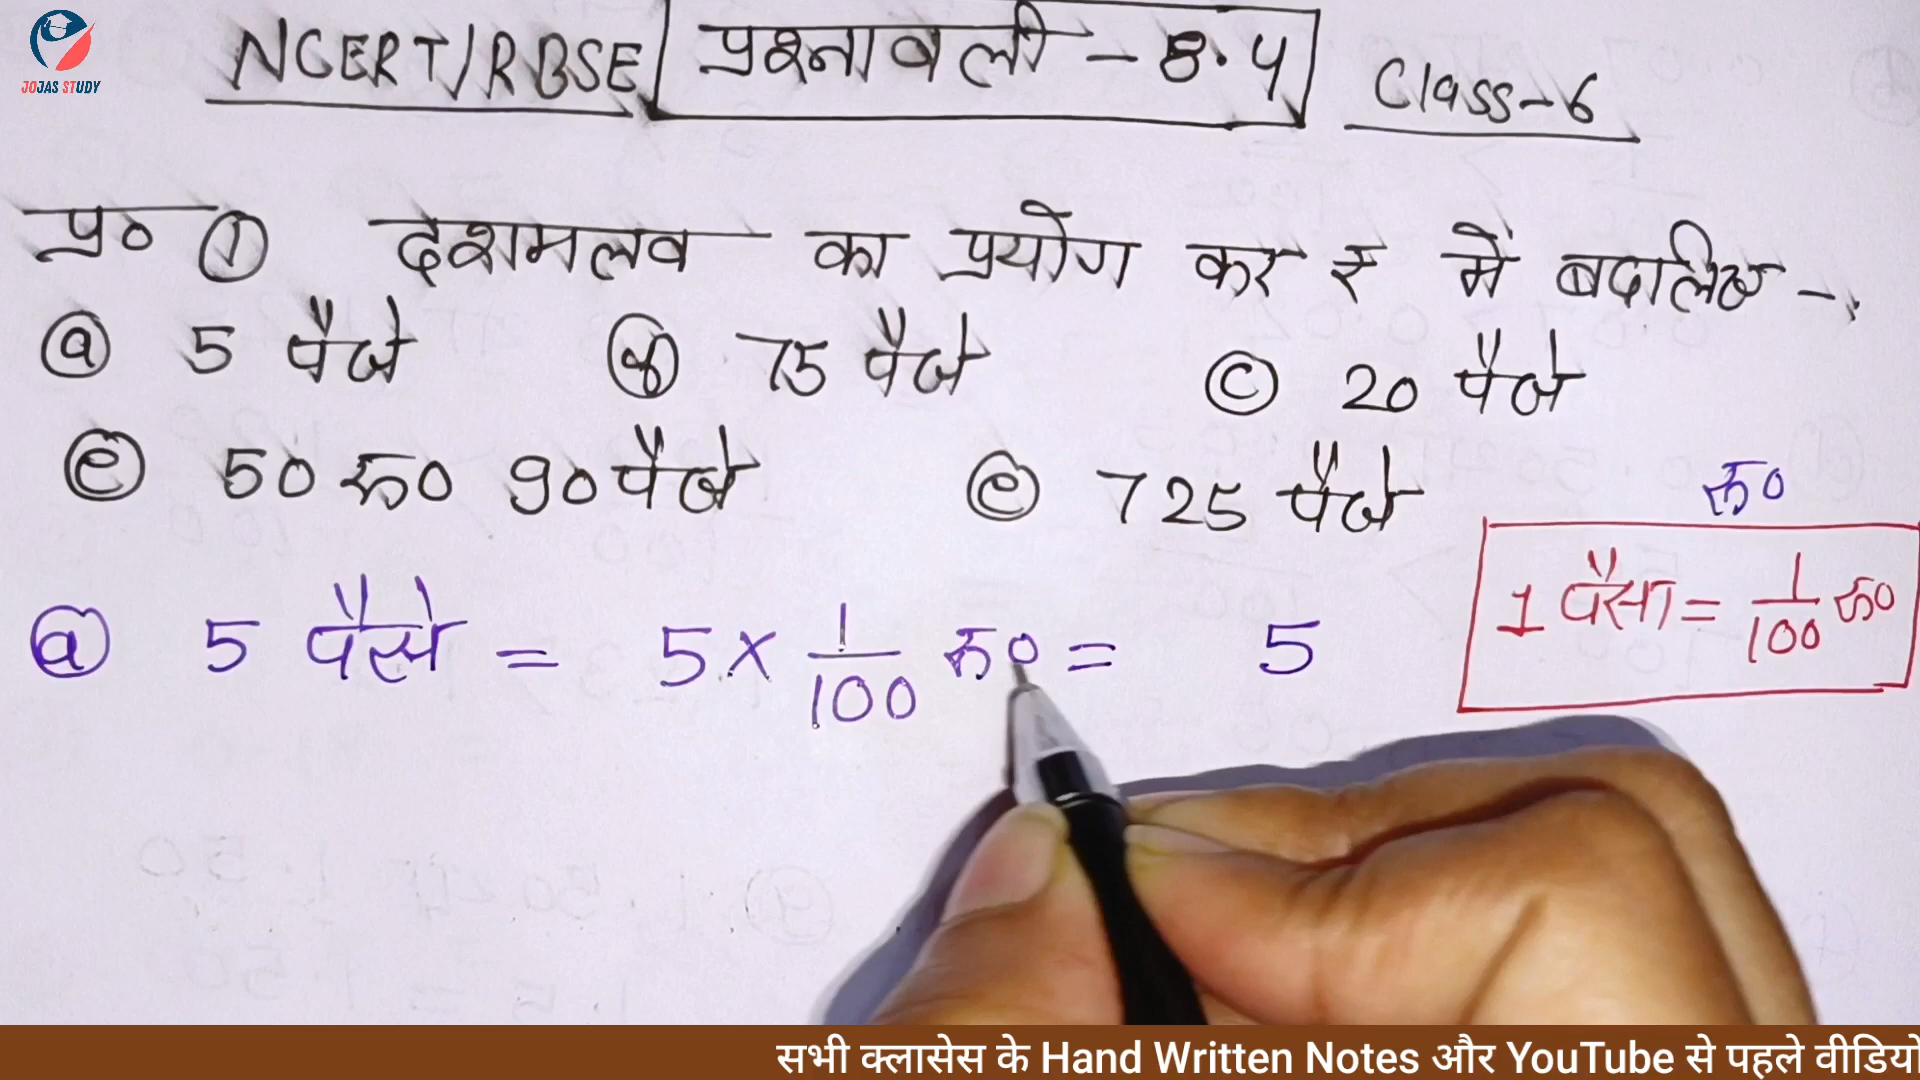 JOJAS STUDY
NCERT/RBSE प्रश्नावली - 8.4 Class-6
प्र० ① दशमलव का प्रयोग कर ₹ में बदलिए -
ⓐ 5 पैसे ⓑ 75 पैसे ⓒ 20 पैसे
ⓔ 50 रु० 90 पैसे ⓔ 725 पैसे
रु०
1 पैसा = 1/100 रु०
ⓐ 5 पैसे = 5 × 1/100 रु० = 5
सभी क्लासेस के Hand Written Notes और YouTube से पहले वीडियो